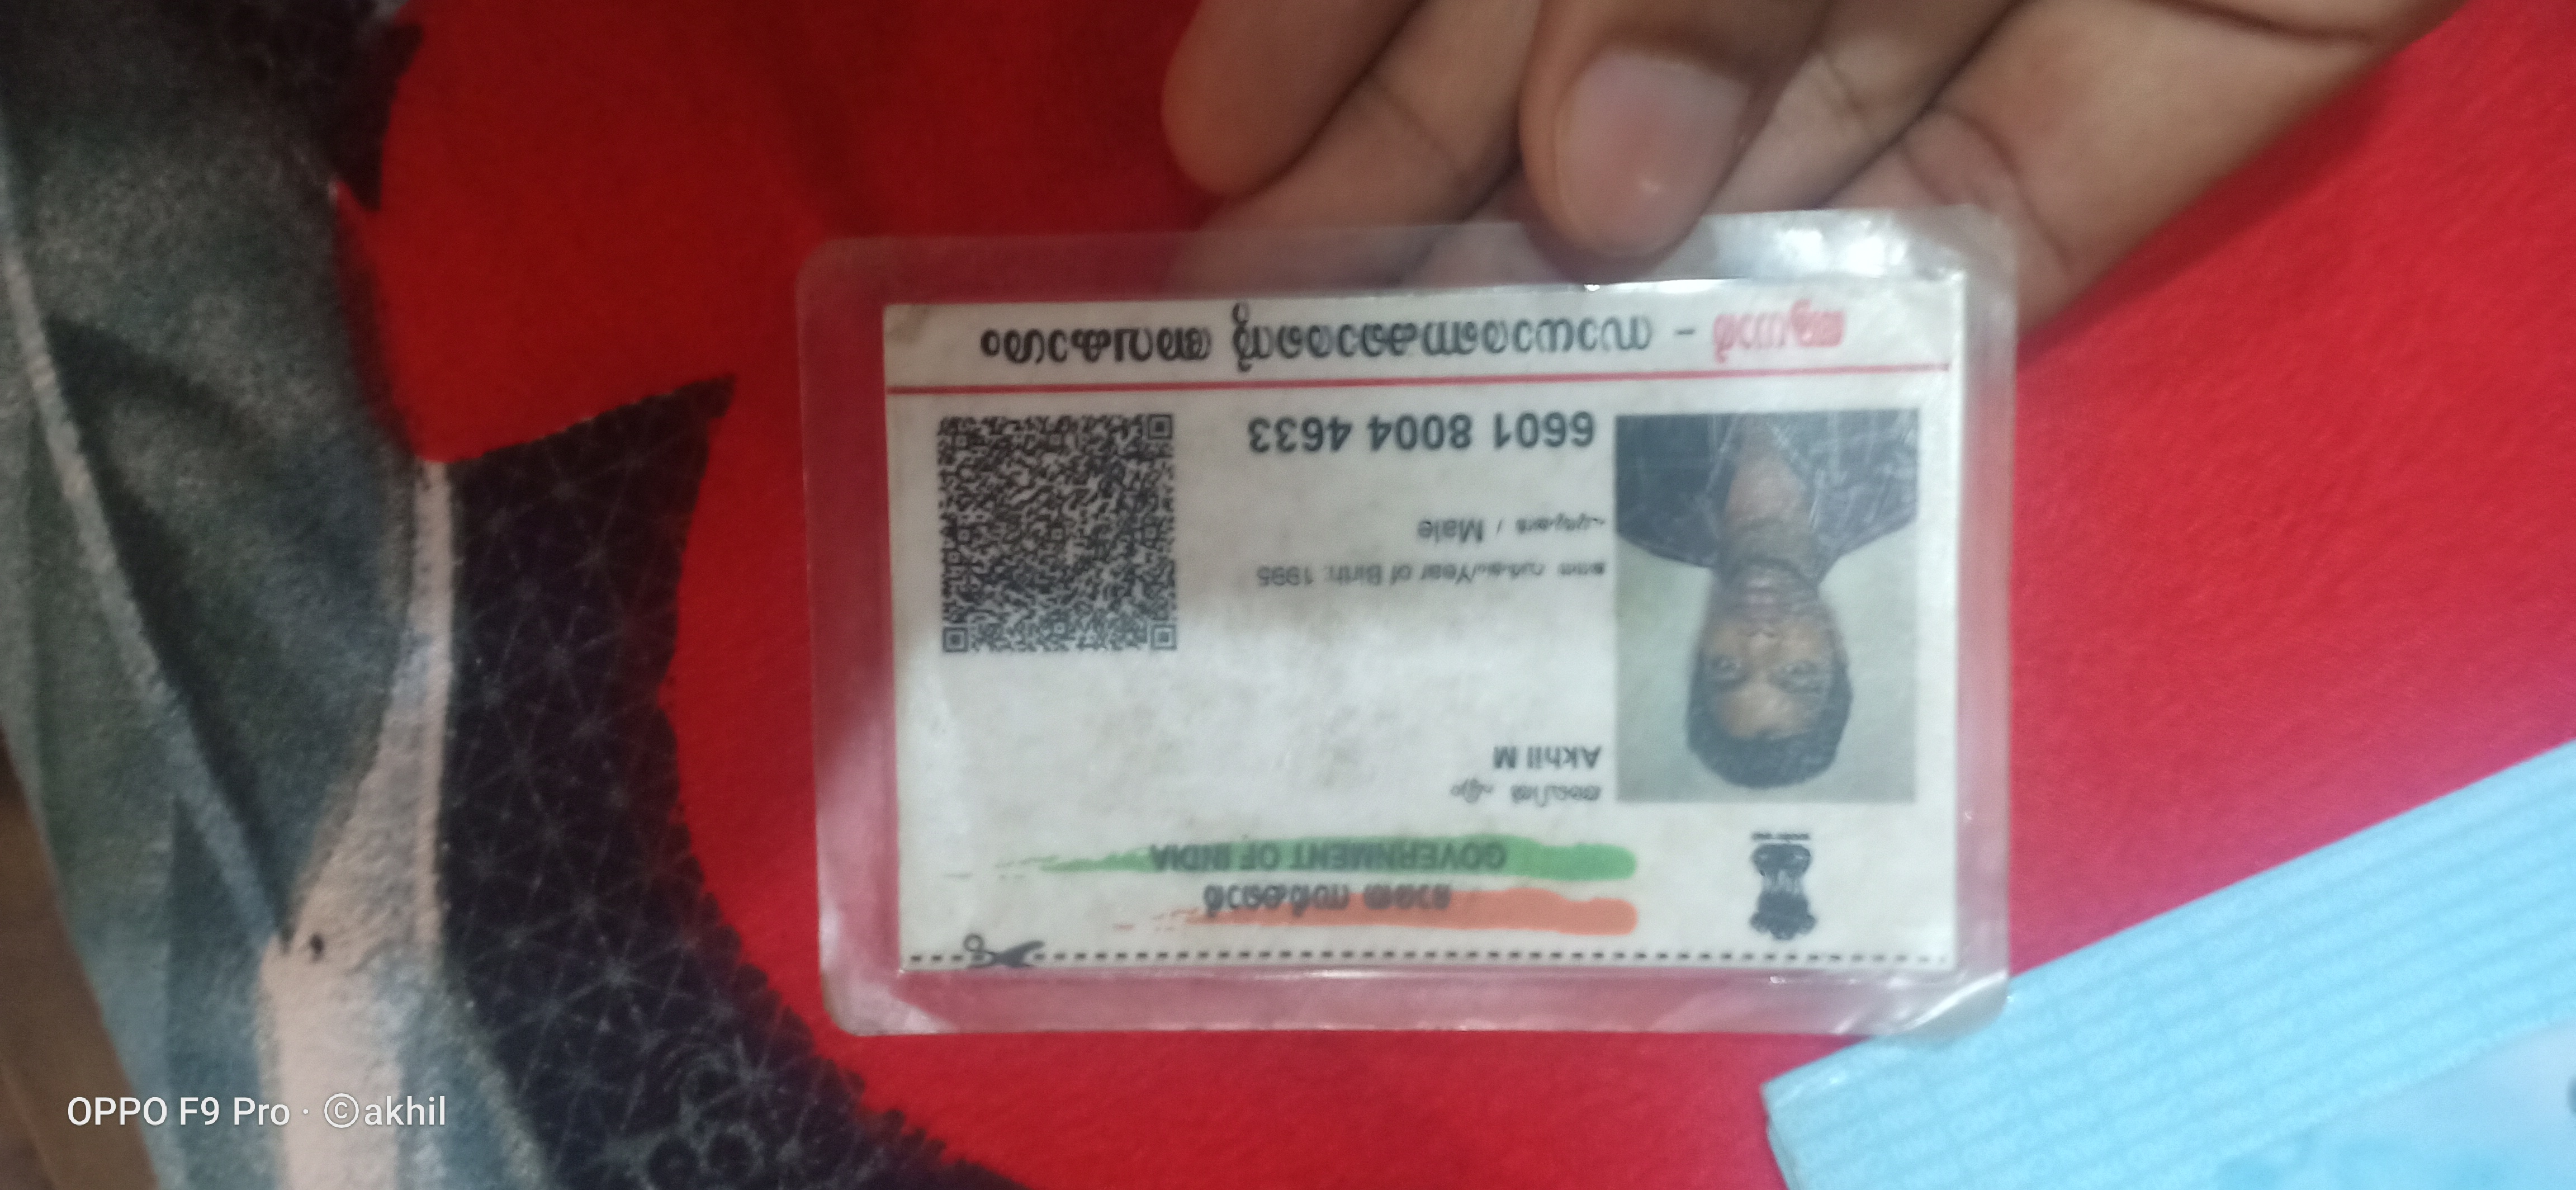 ഭാരത സർക്കാർ
GOVERNMENT OF INDIA
അഖിൽ എം
Akhil M
ജനന വർഷം/Year of Birth: 1995
പുരുഷൻ / Male
6601 8004 4633
ആധാർ - സാധാരണക്കാരന്റെ അവകാശം
OPPO F9 Pro · ©akhil